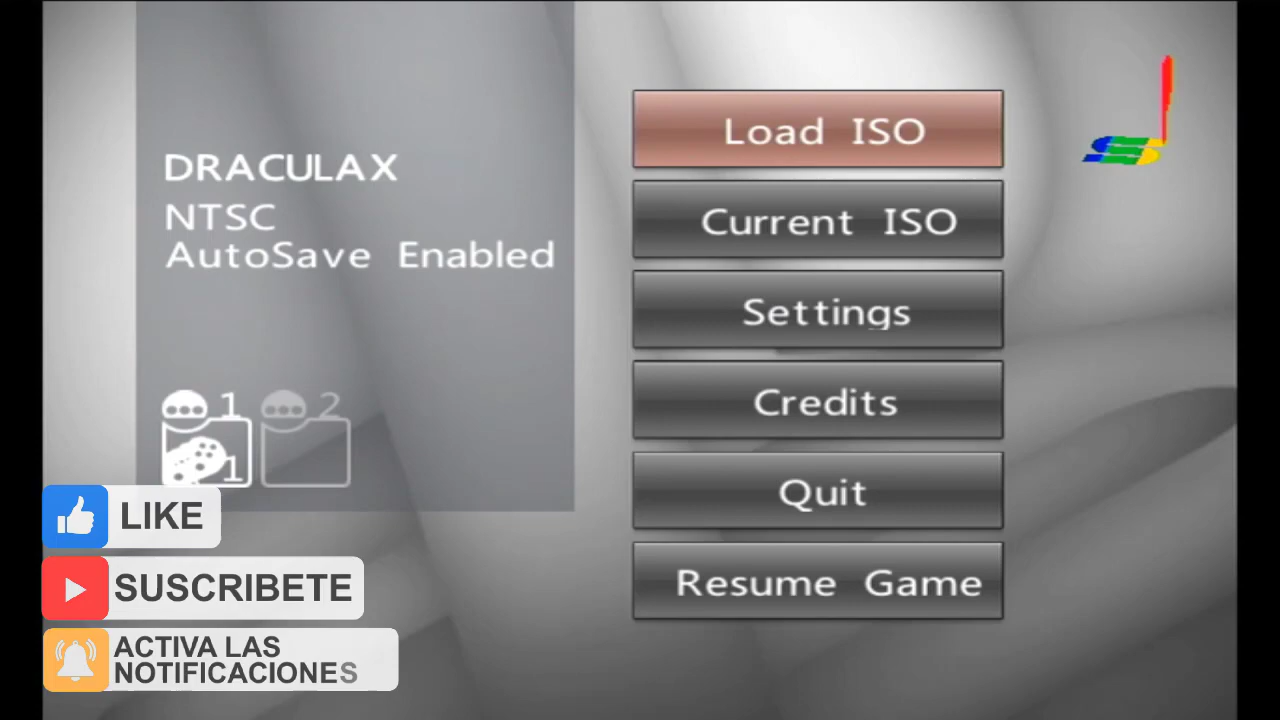 DRACULAX
NTSC
AutoSave Enabled
1
2
1
LIKE
SUSCRIBETE
ACTIVA LAS
NOTIFICACIONES
Load ISO
Current ISO
Settings
Credits
Quit
Resume Game